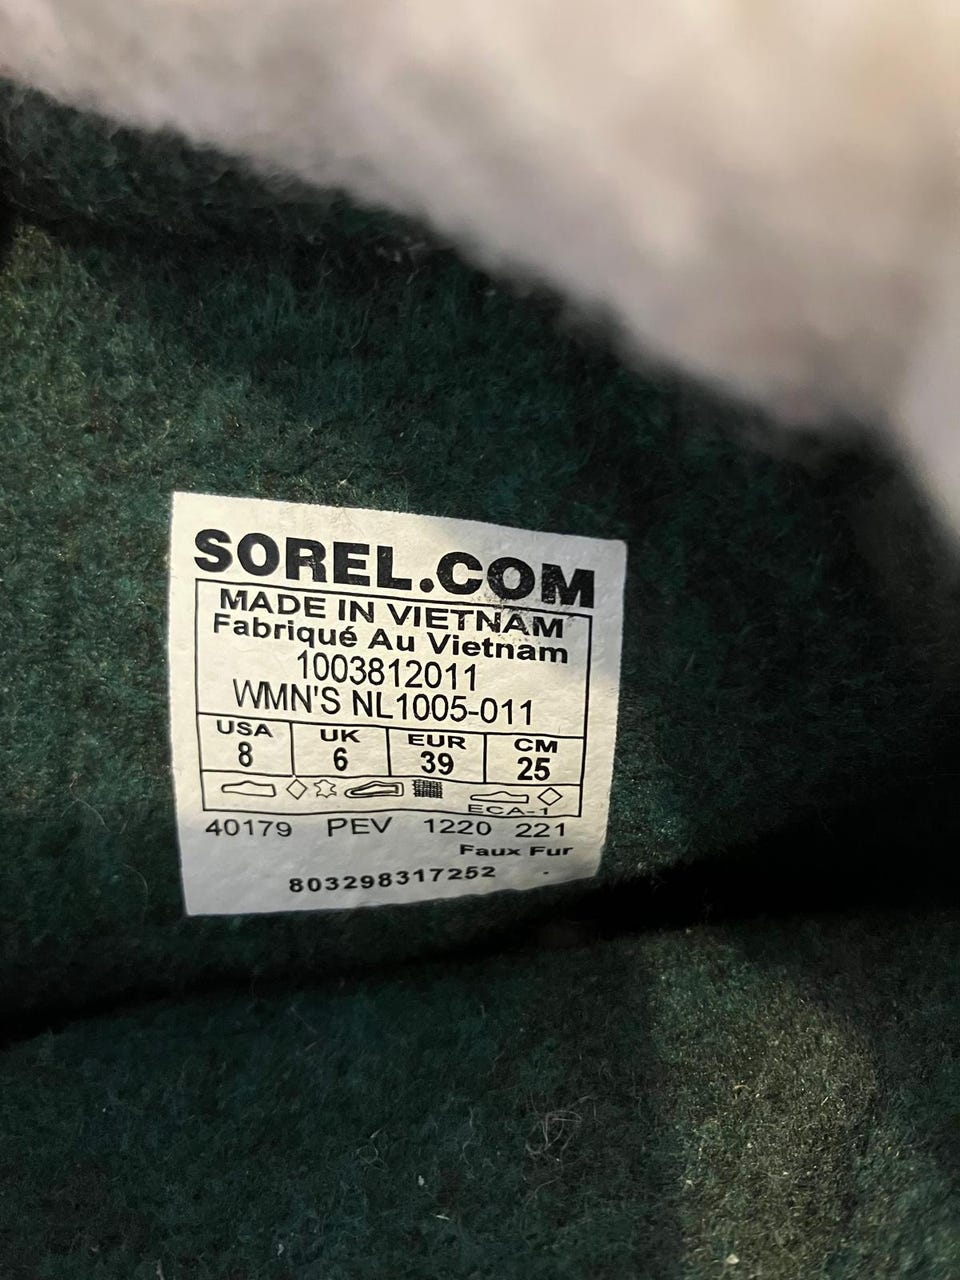 SOREL.COM
MADE IN VIETNAM
Fabriqué Au Vietnam
1003812011
WMN'S NL1005-011
USA UK EUR CM
8 6 39 25
ECA-1
40179 PEV 1220 221
Faux Fur
803298317252